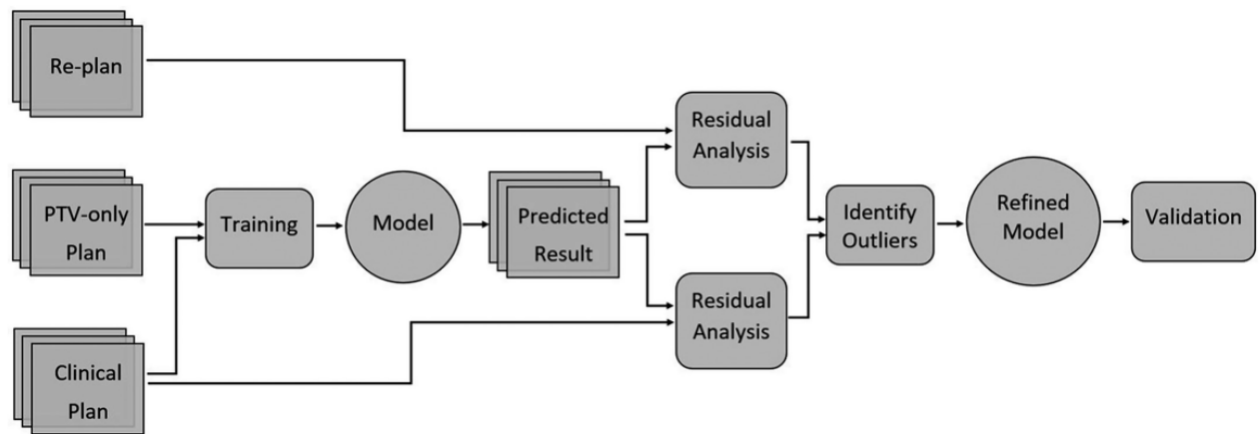 Re-plan
PTV-only
Plan
Clinical
Plan
Training
Model
Predicted
Result
Residual
Analysis
Residual
Analysis
Identify
Outliers
Refined
Model
Validation